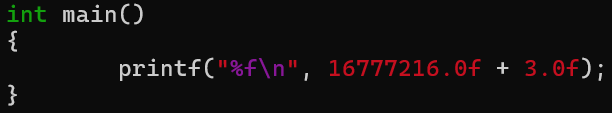 int main()
{
        printf("%f\n", 16777216.0f + 3.0f);
}